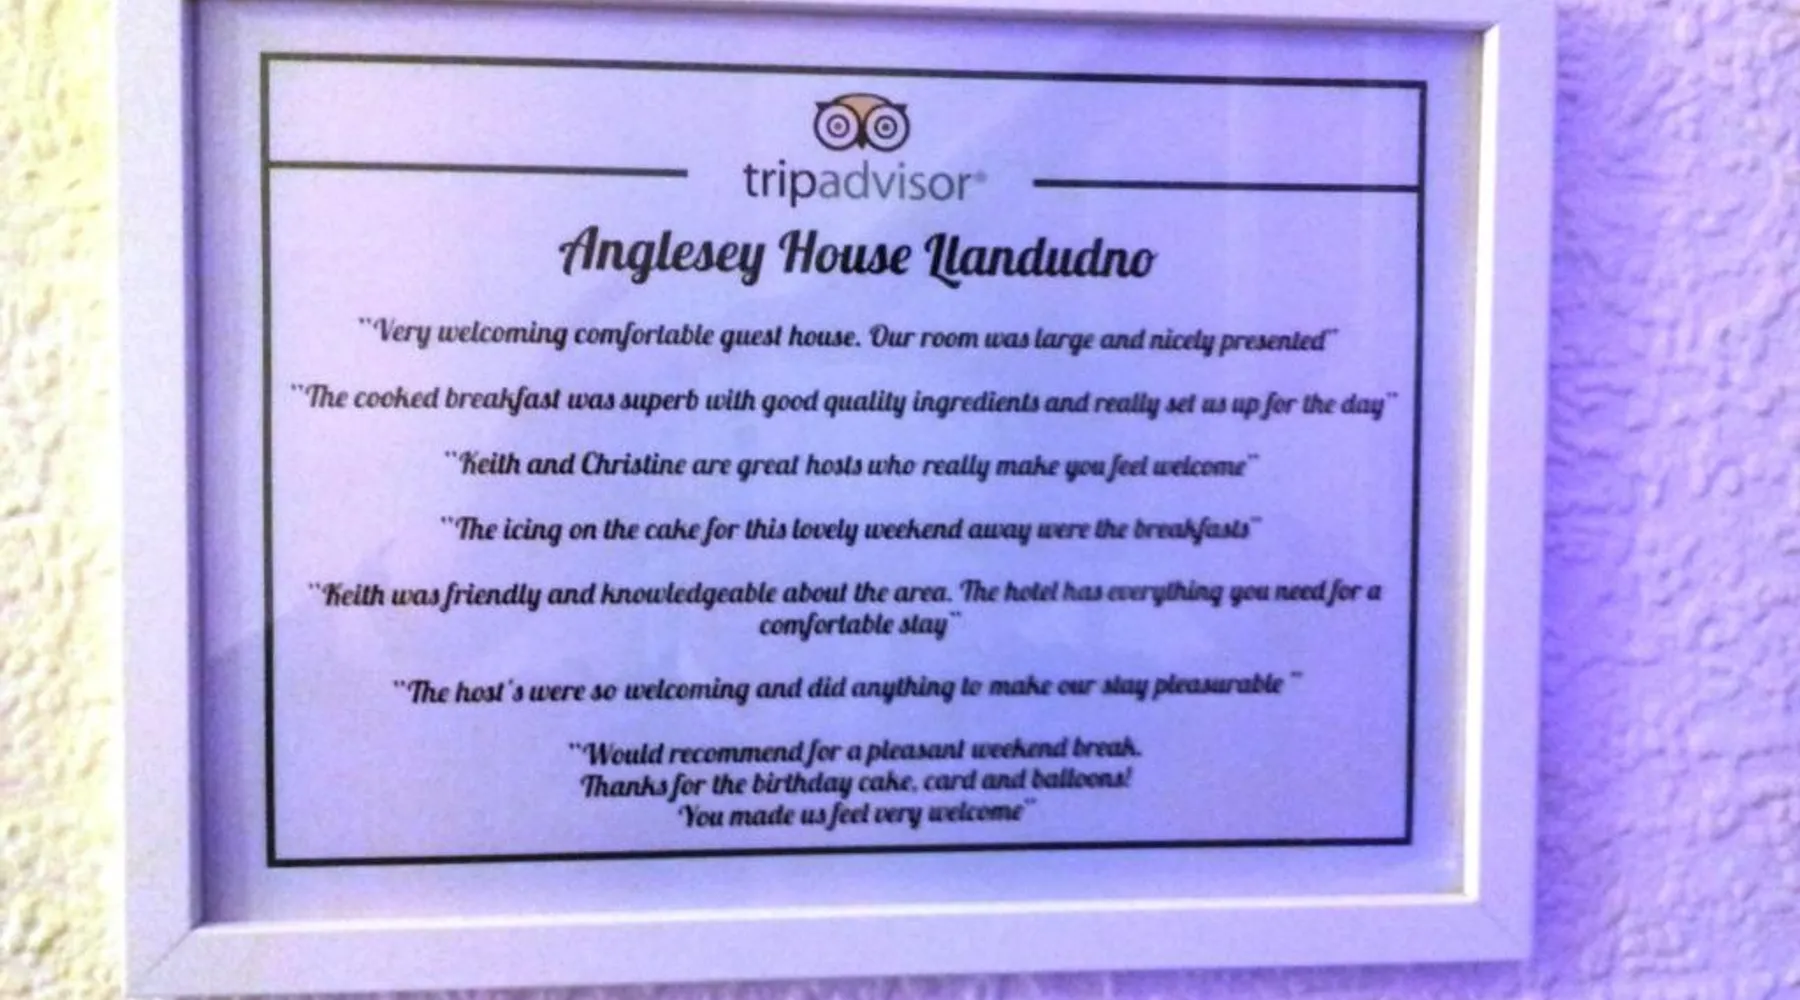 tripadvisor®
Anglesey House Llandudno
``Very welcoming comfortable guest house. Our room was large and nicely presented¨
``The cooked breakfast was superb with good quality ingredients and really set us up for the day¨
``Keith and Christine are great hosts who really make you feel welcome¨
``The icing on the cake for this lovely weekend away were the breakfasts¨
``Keith was friendly and knowledgeable about the area. The hotel has everything you need for a
comfortable stay¨
``The host's were so welcoming and did anything to make our stay pleasurable ¨
``Would recommend for a pleasant weekend break.
Thanks for the birthday cake, card and balloons!
You made us feel very welcome¨